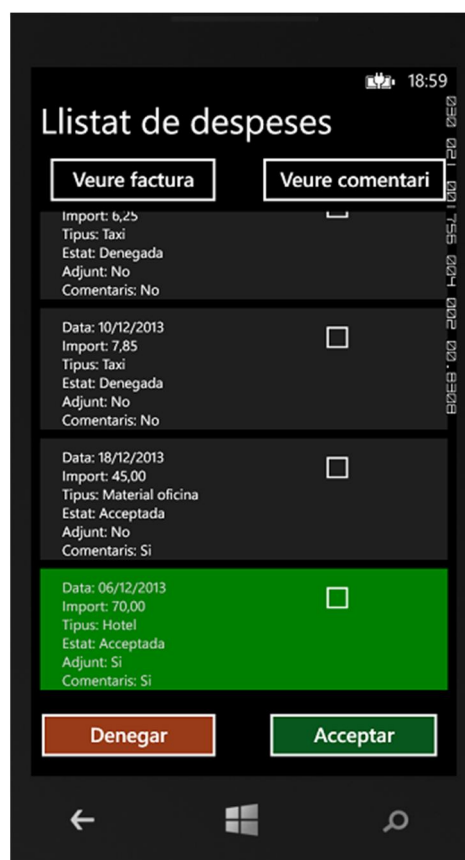 18:59
Llistat de despeses
Veure factura
Veure comentari
Import: 6,25
Tipus: Taxi
Estat: Denegada
Adjunt: No
Comentaris: No
Data: 10/12/2013
Import: 7,85
Tipus: Taxi
Estat: Denegada
Adjunt: No
Comentaris: No
Data: 18/12/2013
Import: 45,00
Tipus: Material oficina
Estat: Acceptada
Adjunt: No
Comentaris: Si
Data: 06/12/2013
Import: 70,00
Tipus: Hotel
Estat: Acceptada
Adjunt: Si
Comentaris: Si
Denegar
Acceptar